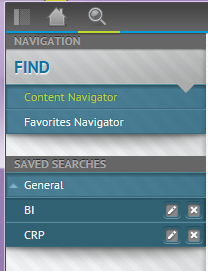 NAVIGATION
FIND
Content Navigator
Favorites Navigator
SAVED SEARCHES
General
BI
CRP